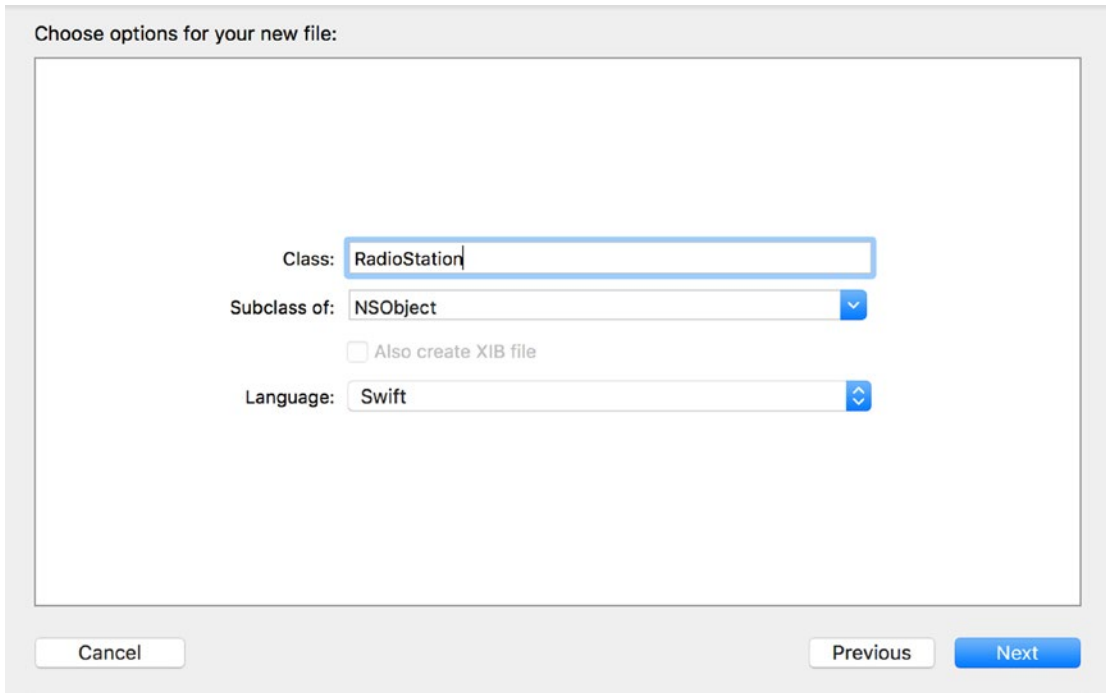 Choose options for your new file:
Class: RadioStation
Subclass of: NSObject
Also create XIB file
Language: Swift
Cancel Previous Next